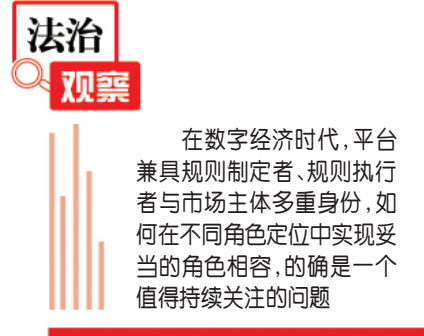 法治
观察
在数字经济时代，平台
兼具规则制定者、规则执行
者与市场主体多重身份，如
何在不同角色定位中实现妥
当的角色相容，的确是一个
值得持续关注的问题